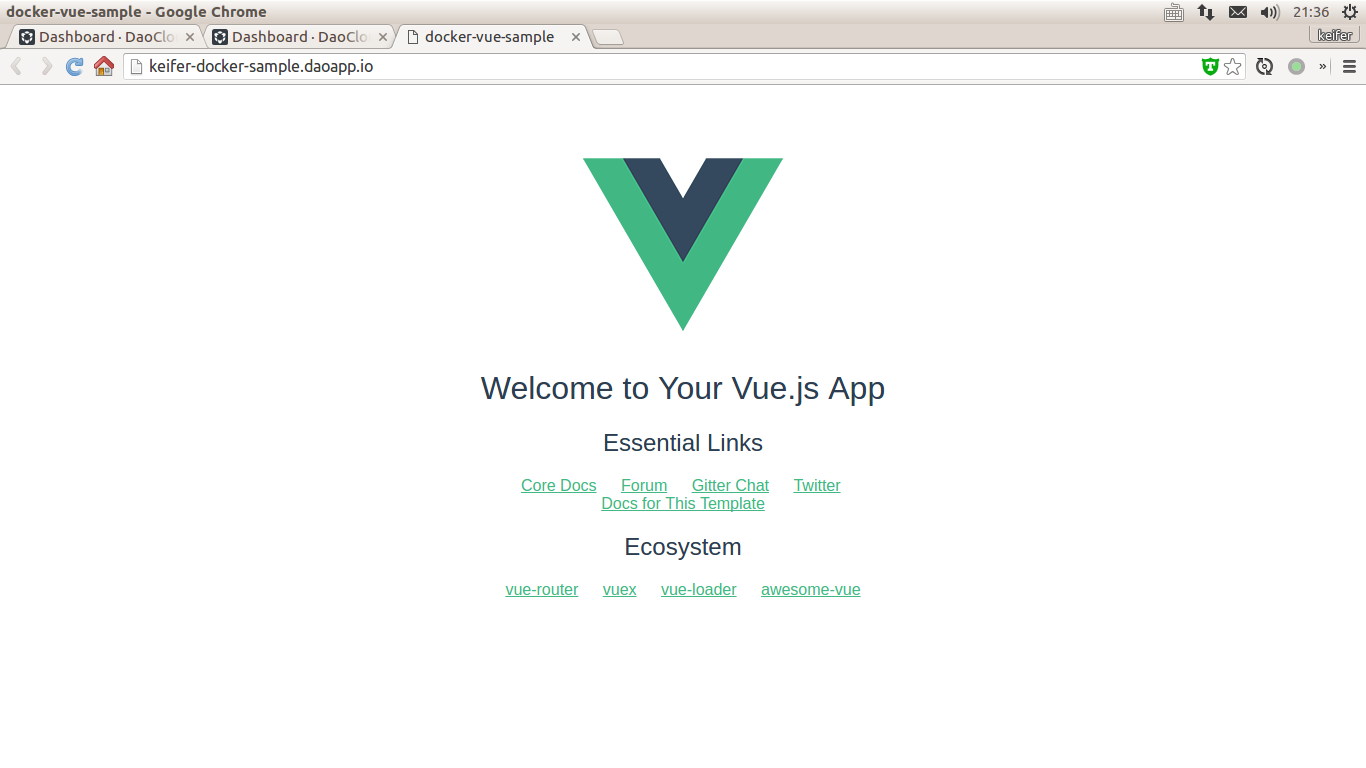 docker-vue-sample - Google Chrome
21:36
Dashboard · DaoClo
Dashboard · DaoClo
docker-vue-sample
keifer
keifer-docker-sample.daoapp.io
»
Welcome to Your Vue.js App
Essential Links
Core Docs Forum Gitter Chat Twitter
Docs for This Template
Ecosystem
vue-router vuex vue-loader awesome-vue